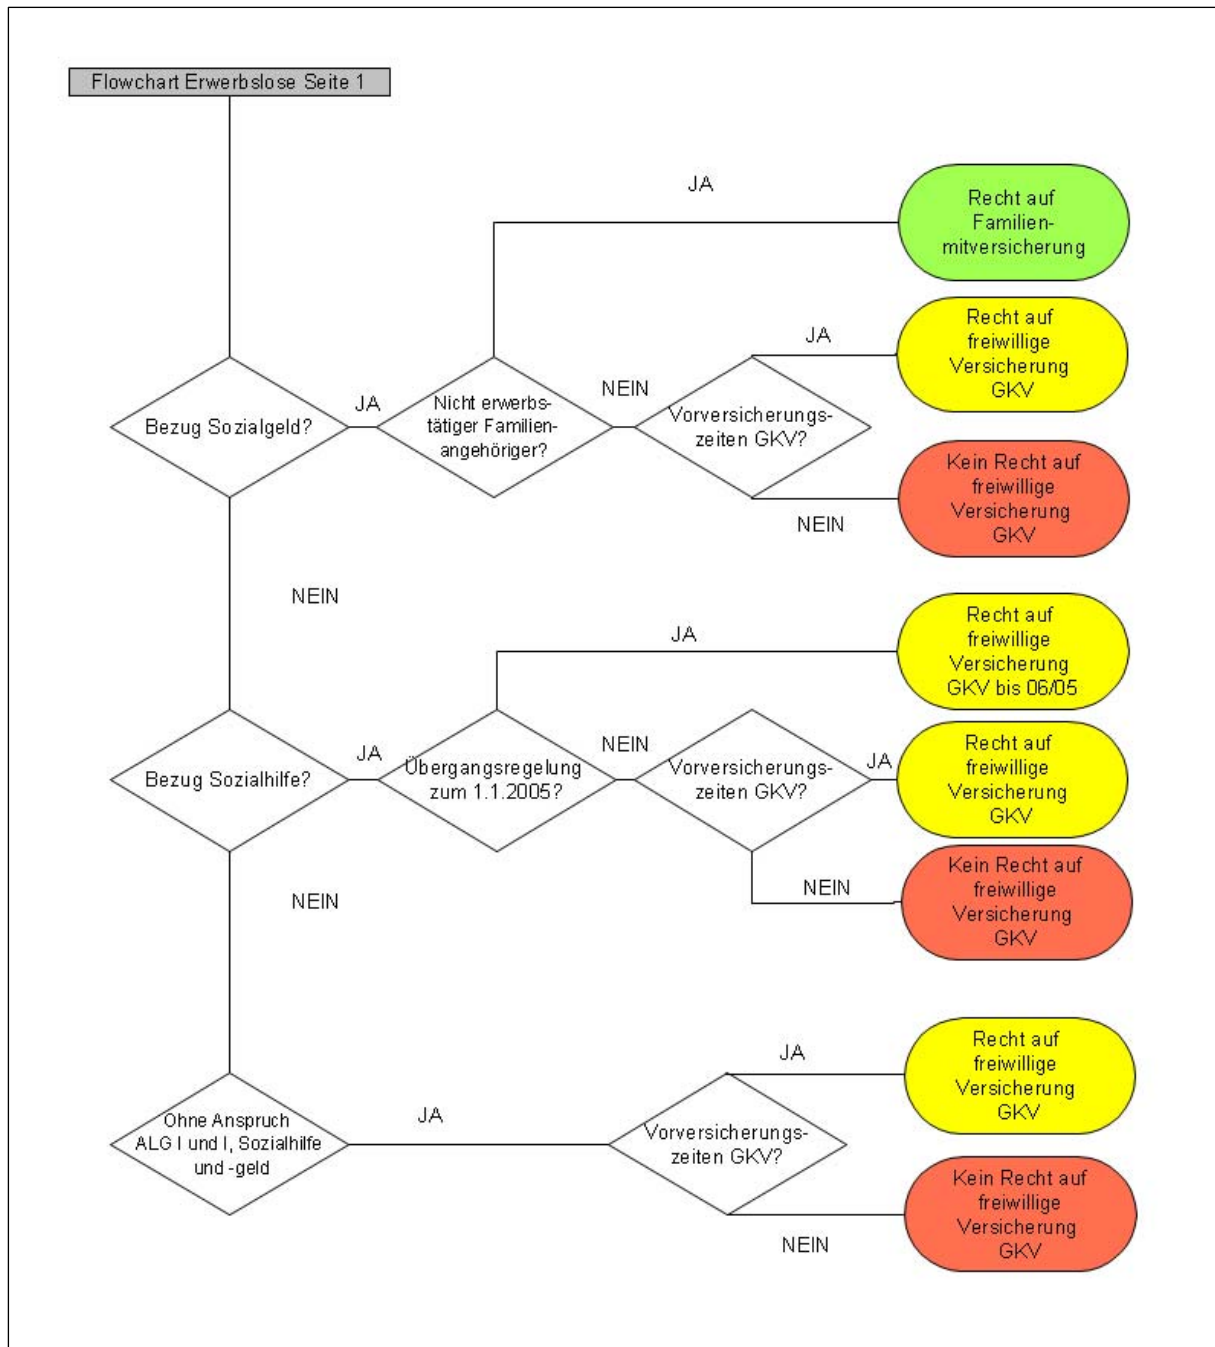 Flowchart Erwerbslose Seite 1
JA
Recht auf
Familien-
mitversicherung
Bezug Sozialgeld?
JA
Nicht erwerbs-
tätiger Familien-
angehöriger?
NEIN
Vorversicherungs-
zeiten GKV?
JA
Recht auf
freiwillige
Versicherung
GKV
NEIN
Kein Recht auf
freiwillige
Versicherung
GKV
NEIN
Bezug Sozialhilfe?
JA
Übergangsregelung
zum 1.1.2005?
JA
Recht auf
freiwillige
Versicherung
GKV bis 06/05
NEIN
Vorversicherungs-
zeiten GKV?
JA
Recht auf
freiwillige
Versicherung
GKV
NEIN
Kein Recht auf
freiwillige
Versicherung
GKV
NEIN
Ohne Anspruch
ALG I und I, Sozialhilfe
und -geld
JA
Vorversicherungs-
zeiten GKV?
JA
Recht auf
freiwillige
Versicherung
GKV
NEIN
Kein Recht auf
freiwillige
Versicherung
GKV